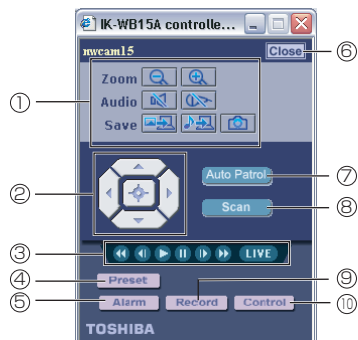 IK-WB15A controlle...
nwcam15 Close ⑥
① Zoom
Audio
Save
② Auto Patrol ⑦
Scan ⑧
③ LIVE
④ Preset ⑨
⑤ Alarm Record Control ⑩
TOSHIBA